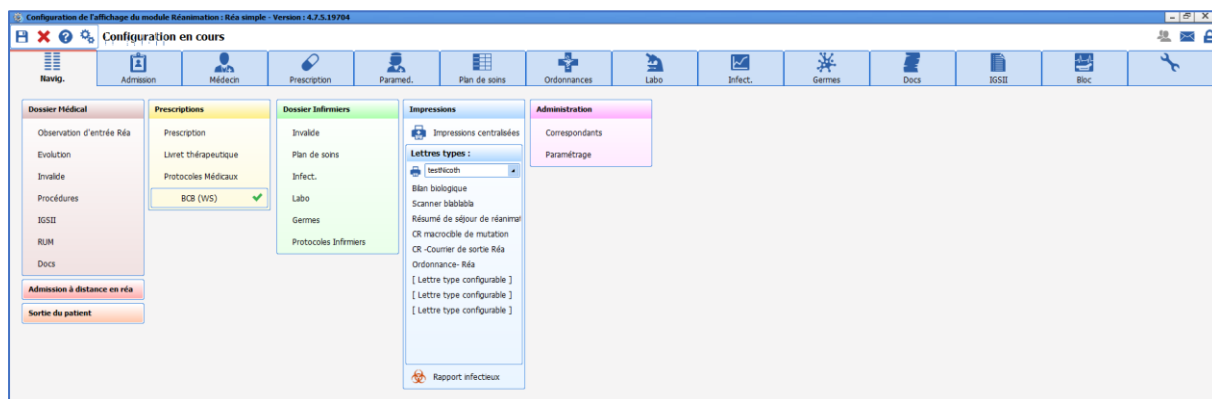 Configuration de l'affichage du module Réanimation : Réa simple - Version : 4.7.5.19704
Configuration en cours
Navig.
Admission
Médecin
Prescription
Paramed.
Plan de soins
Ordonnances
Labo
Infect.
Germes
Docs
IGSII
Bloc
Dossier Médical
Observation d'entrée Réa
Evolution
Invalide
Procédures
IGSII
RUM
Docs
Admission à distance en réa
Sortie du patient
Prescriptions
Prescription
Livret thérapeutique
Protocoles Médicaux
BCB (WS)
Dossier Infirmiers
Invalide
Plan de soins
Infect.
Labo
Germes
Protocoles Infirmiers
Impressions
Impressions centralisées
Lettres types :
testNicoth
Bilan biologique
Scanner blablabla
Résumé de séjour de réanimat
CR macrocible de mutation
CR -Courrier de sortie Réa
Ordonnance- Réa
[ Lettre type configurable ]
[ Lettre type configurable ]
[ Lettre type configurable ]
Rapport infectieux
Administration
Correspondants
Paramétrage